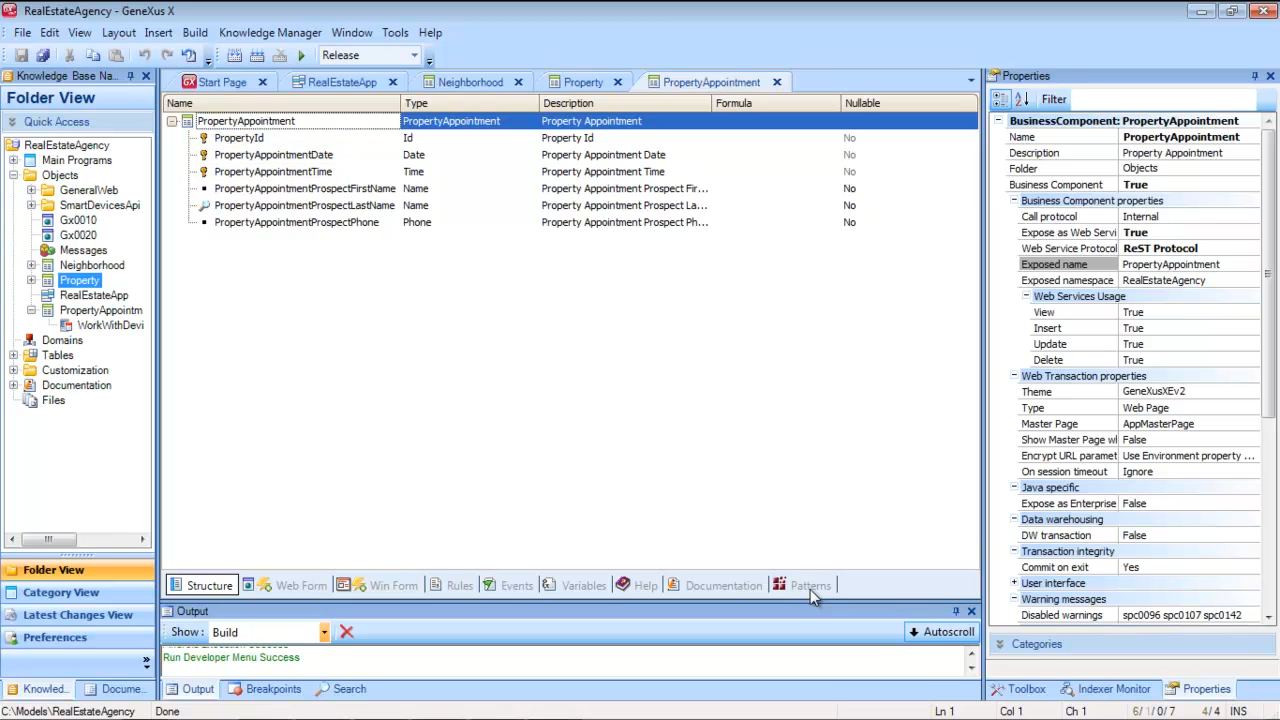 RealEstateAgency - GeneXus X
File Edit View Layout Insert Build Knowledge Manager Window Tools Help
Release
Knowledge Base Na...
Folder View
Quick Access
RealEstateAgency
Main Programs
Objects
GeneralWeb
SmartDevicesApi
Gx0010
Gx0020
Messages
Neighborhood
Property
RealEstateApp
PropertyAppointm
WorkWithDevi
Domains
Tables
Customization
Documentation
Files
Folder View
Category View
Latest Changes View
Preferences
Knowled... Docume...
Start Page RealEstateApp Neighborhood Property PropertyAppointment
Name Type Description Formula Nullable
PropertyAppointment PropertyAppointment Property Appointment
PropertyId Id Property Id No
PropertyAppointmentDate Date Property Appointment Date No
PropertyAppointmentTime Time Property Appointment Time No
PropertyAppointmentProspectFirstName Name Property Appointment Prospect Fir... No
PropertyAppointmentProspectLastName Name Property Appointment Prospect La... No
PropertyAppointmentProspectPhone Phone Property Appointment Prospect Ph... No
Structure Web Form Win Form Rules Events Variables Help Documentation Patterns
Output
Show: Build Autoscroll
Run Developer Menu Success
Output Breakpoints Search
Properties
Filter
BusinessComponent: PropertyAppointment
Name PropertyAppointment
Description Property Appointment
Folder Objects
Business Component True
Business Component properties
Call protocol Internal
Expose as Web Servi True
Web Service Protocol ReST Protocol
Exposed name PropertyAppointment
Exposed namespace RealEstateAgency
Web Services Usage
View True
Insert True
Update True
Delete True
Web Transaction properties
Theme GeneXusXEv2
Type Web Page
Master Page AppMasterPage
Show Master Page w False
Encrypt URL paramet Use Environment property ...
On session timeout Ignore
Java specific
Expose as Enterprise False
Data warehousing
DW transaction False
Transaction integrity
Commit on exit Yes
User interface
Warning messages
Disabled warnings spc0096 spc0107 spc0142
Categories
Toolbox Indexer Monitor Properties
C:\Models\RealEstateAgency Done Ln 1 Col 1 Ch 1 6/ 1/0/ 7 4/ 4 INS